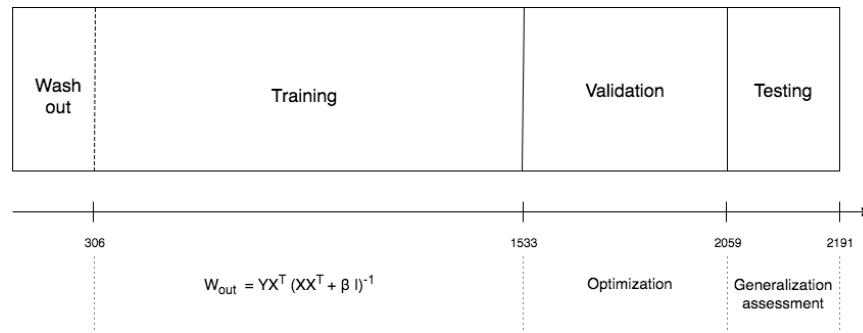 Wash
out
Training
Validation
Testing
306
1533
2059
2191
W_out = YX^T (XX^T + β I)^-1
Optimization
Generalization
assessment